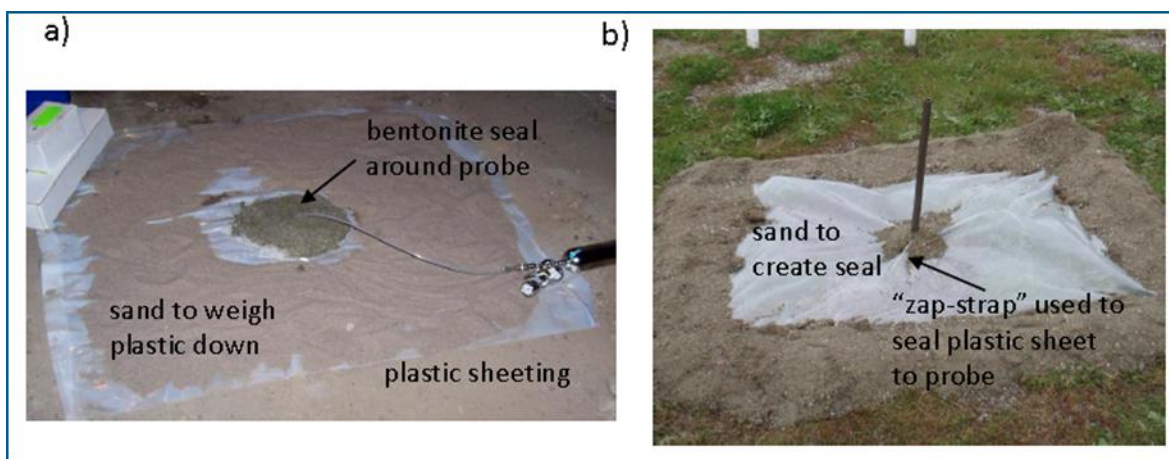 a)
bentonite seal
around probe
sand to weigh
plastic down
plastic sheeting
b)
sand to
create seal
“zap-strap” used to
seal plastic sheet
to probe